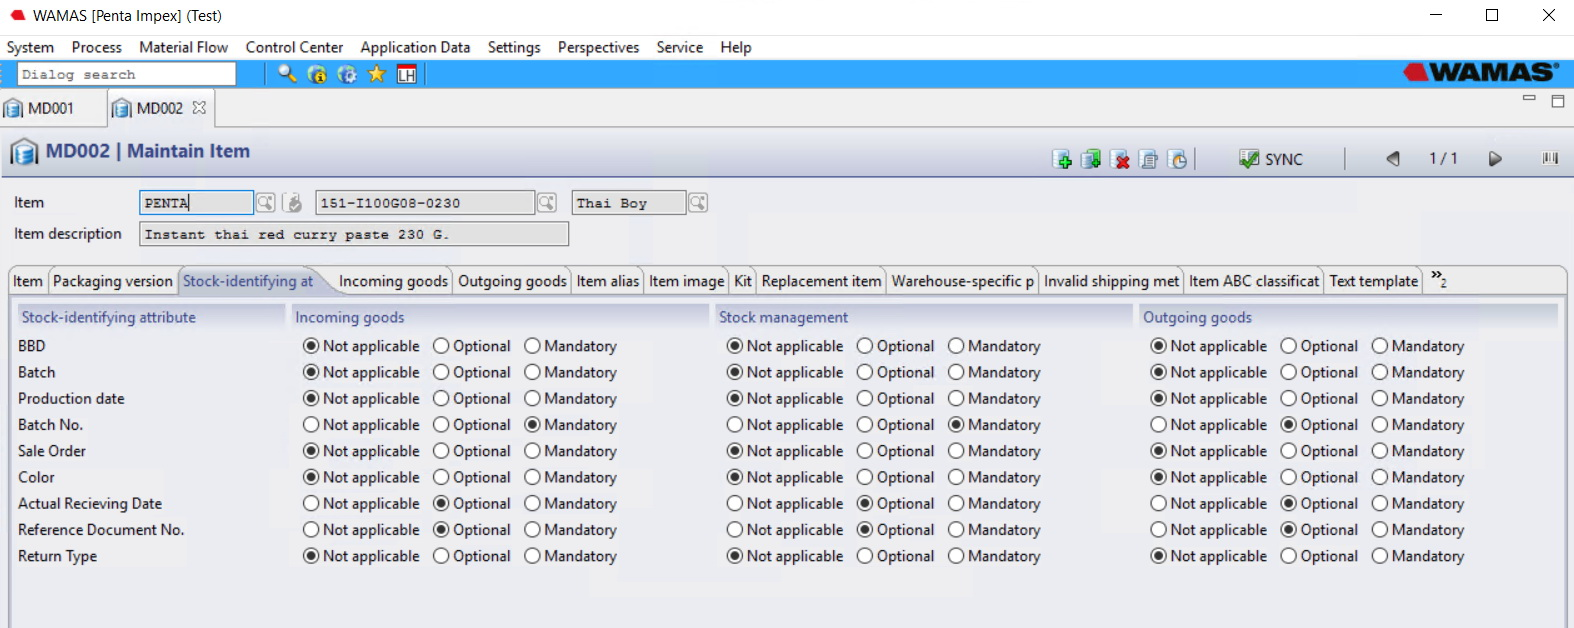 WAMAS [Penta Impex] (Test)
System Process Material Flow Control Center Application Data Settings Perspectives Service Help
Dialog search LH WAMAS®
MD001 MD002
MD002 | Maintain Item SYNC 1 / 1
Item PENTA 151-I100G08-0230 Thai Boy
Item description Instant thai red curry paste 230 G.
Item Packaging version Stock-identifying at Incoming goods Outgoing goods Item alias Item image Kit Replacement item Warehouse-specific p Invalid shipping met Item ABC classificat Text template »2
Stock-identifying attribute Incoming goods Stock management Outgoing goods
BBD Not applicable Optional Mandatory Not applicable Optional Mandatory Not applicable Optional Mandatory
Batch Not applicable Optional Mandatory Not applicable Optional Mandatory Not applicable Optional Mandatory
Production date Not applicable Optional Mandatory Not applicable Optional Mandatory Not applicable Optional Mandatory
Batch No. Not applicable Optional Mandatory Not applicable Optional Mandatory Not applicable Optional Mandatory
Sale Order Not applicable Optional Mandatory Not applicable Optional Mandatory Not applicable Optional Mandatory
Color Not applicable Optional Mandatory Not applicable Optional Mandatory Not applicable Optional Mandatory
Actual Recieving Date Not applicable Optional Mandatory Not applicable Optional Mandatory Not applicable Optional Mandatory
Reference Document No. Not applicable Optional Mandatory Not applicable Optional Mandatory Not applicable Optional Mandatory
Return Type Not applicable Optional Mandatory Not applicable Optional Mandatory Not applicable Optional Mandatory